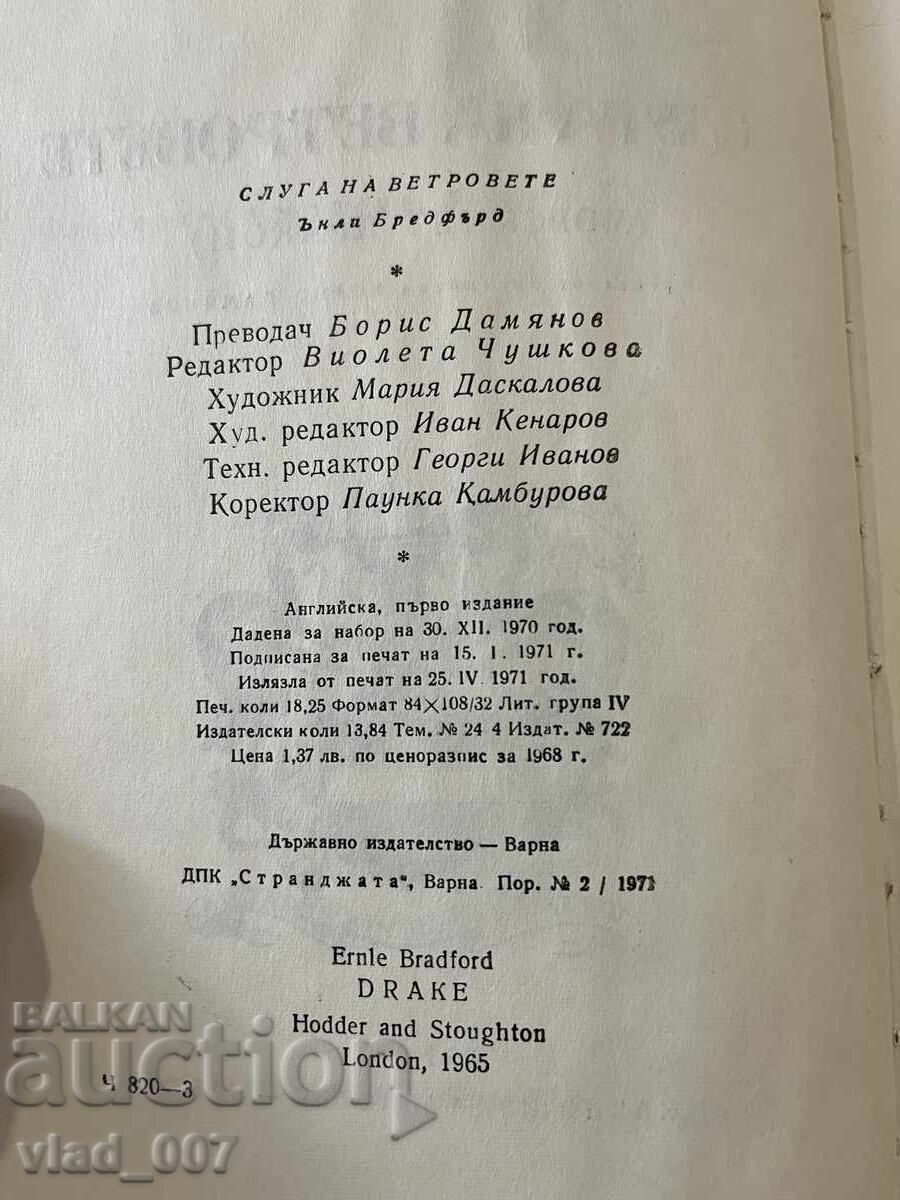 СЛУГА НА ВЕТРОВЕТЕ
Ънли Бредфърд
*
Преводач Борис Дамянов
Редактор Виолета Чушкова
Художник Мария Даскалова
Худ. редактор Иван Кенаров
Техн. редактор Георги Иванов
Коректор Паунка Камбурова
*
Английска, първо издание
Дадена за набор на 30. XII. 1970 год.
Подписана за печат на 15. I. 1971 г.
Излязла от печат на 25. IV 1971 год.
Печ. коли 18,25 Формат 84×108/32 Лит. група IV
Издателски коли 13,84 Тем. № 24 4 Издат. № 722
Цена 1,37 лв. по ценоразпис за 1968 г.
Държавно издателство — Варна
ДПК „Странджата“, Варна. Пор. № 2 / 1971
Ernle Bradford
DRAKE
Hodder and Stoughton
London, 1965
Ч 820—3
BALKAN
auction
vlad_007